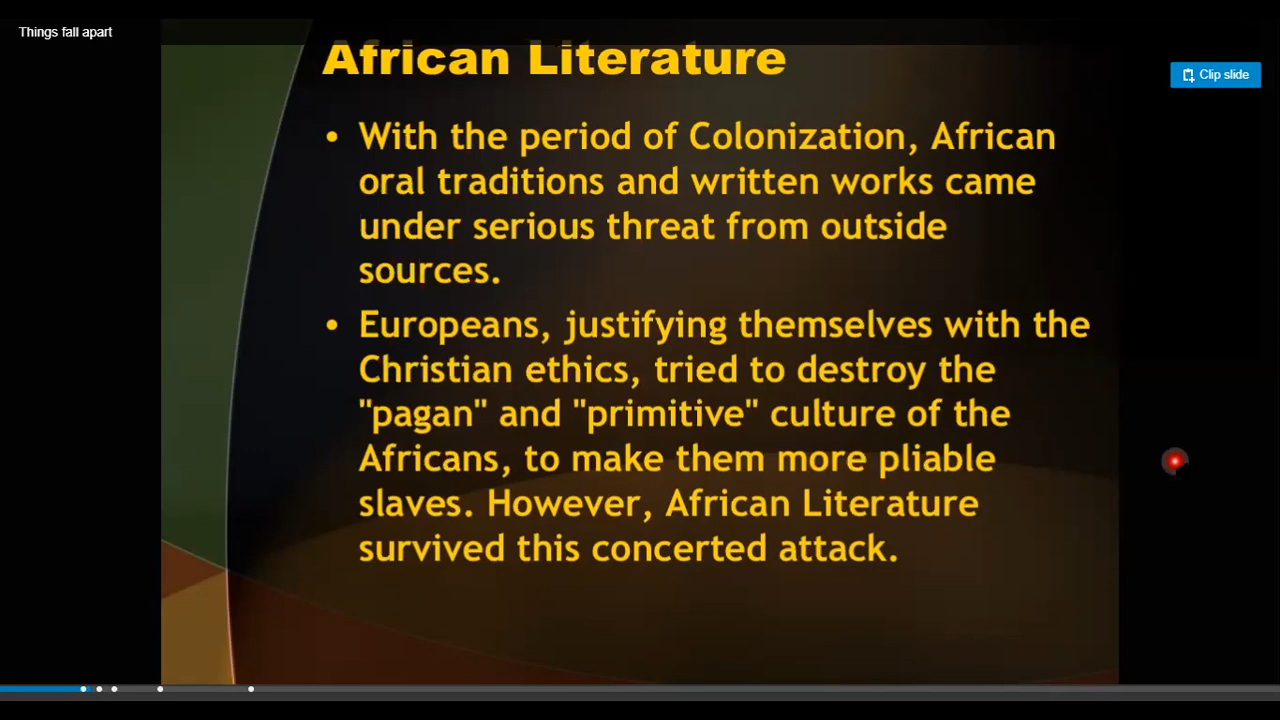 Things fall apart
African Literature
Clip slide
• With the period of Colonization, African
oral traditions and written works came
under serious threat from outside
sources.
• Europeans, justifying themselves with the
Christian ethics, tried to destroy the
"pagan" and "primitive" culture of the
Africans, to make them more pliable
slaves. However, African Literature
survived this concerted attack.